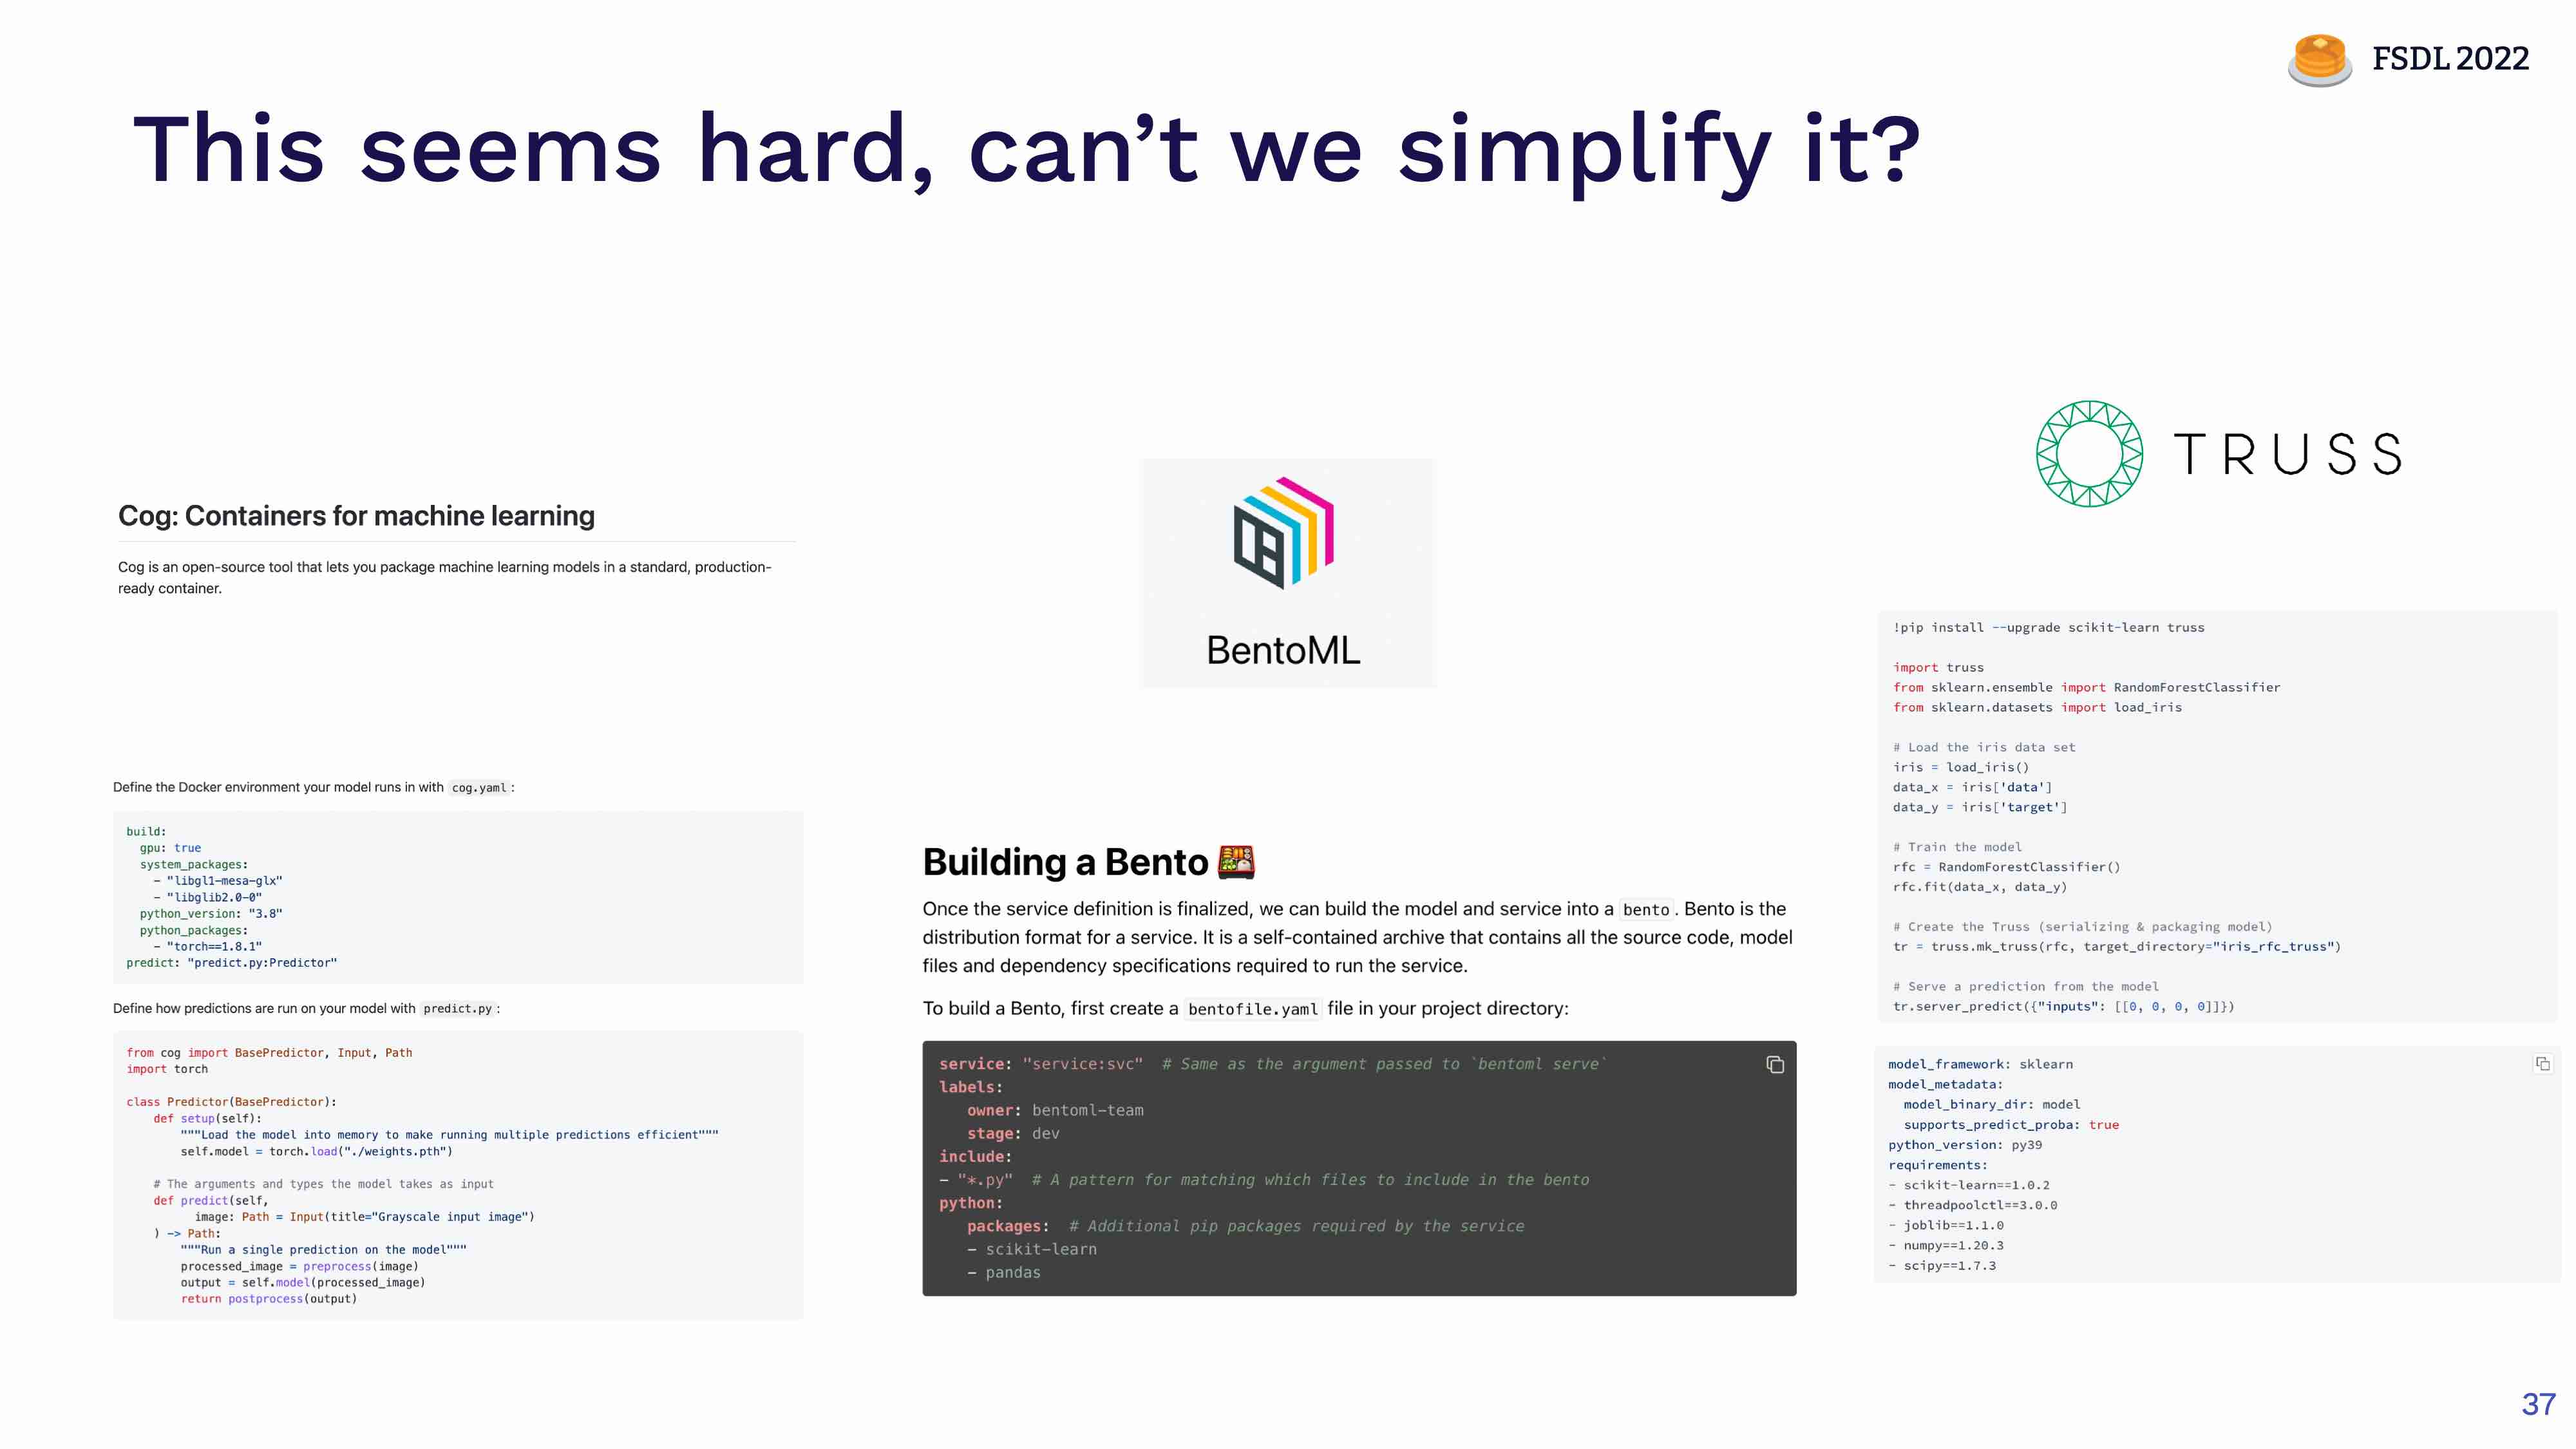 FSDL 2022
This seems hard, can’t we simplify it?
Cog: Containers for machine learning
Cog is an open-source tool that lets you package machine learning models in a standard, production-
ready container.
Define the Docker environment your model runs in with cog.yaml :
build:
  gpu: true
  system_packages:
    - "libgl1-mesa-glx"
    - "libglib2.0-0"
  python_version: "3.8"
  python_packages:
    - "torch==1.8.1"
predict: "predict.py:Predictor"
Define how predictions are run on your model with predict.py :
from cog import BasePredictor, Input, Path
import torch
class Predictor(BasePredictor):
    def setup(self):
        """Load the model into memory to make running multiple predictions efficient"""
        self.model = torch.load("./weights.pth")
    # The arguments and types the model takes as input
    def predict(self,
          image: Path = Input(title="Grayscale input image")
    ) -> Path:
        """Run a single prediction on the model"""
        processed_image = preprocess(image)
        output = self.model(processed_image)
        return postprocess(output)
BentoML
Building a Bento
Once the service definition is finalized, we can build the model and service into a bento . Bento is the
distribution format for a service. It is a self-contained archive that contains all the source code, model
files and dependency specifications required to run the service.
To build a Bento, first create a bentofile.yaml file in your project directory:
service: "service:svc"  # Same as the argument passed to `bentoml serve`
labels:
   owner: bentoml-team
   stage: dev
include:
- "*.py"  # A pattern for matching which files to include in the bento
python:
   packages:  # Additional pip packages required by the service
   - scikit-learn
   - pandas
TRUSS
!pip install --upgrade scikit-learn truss
import truss
from sklearn.ensemble import RandomForestClassifier
from sklearn.datasets import load_iris
# Load the iris data set
iris = load_iris()
data_x = iris['data']
data_y = iris['target']
# Train the model
rfc = RandomForestClassifier()
rfc.fit(data_x, data_y)
# Create the Truss (serializing & packaging model)
tr = truss.mk_truss(rfc, target_directory="iris_rfc_truss")
# Serve a prediction from the model
tr.server_predict({"inputs": [[0, 0, 0, 0]]})
model_framework: sklearn
model_metadata:
  model_binary_dir: model
  supports_predict_proba: true
python_version: py39
requirements:
- scikit-learn==1.0.2
- threadpoolctl==3.0.0
- joblib==1.1.0
- numpy==1.20.3
- scipy==1.7.3
37